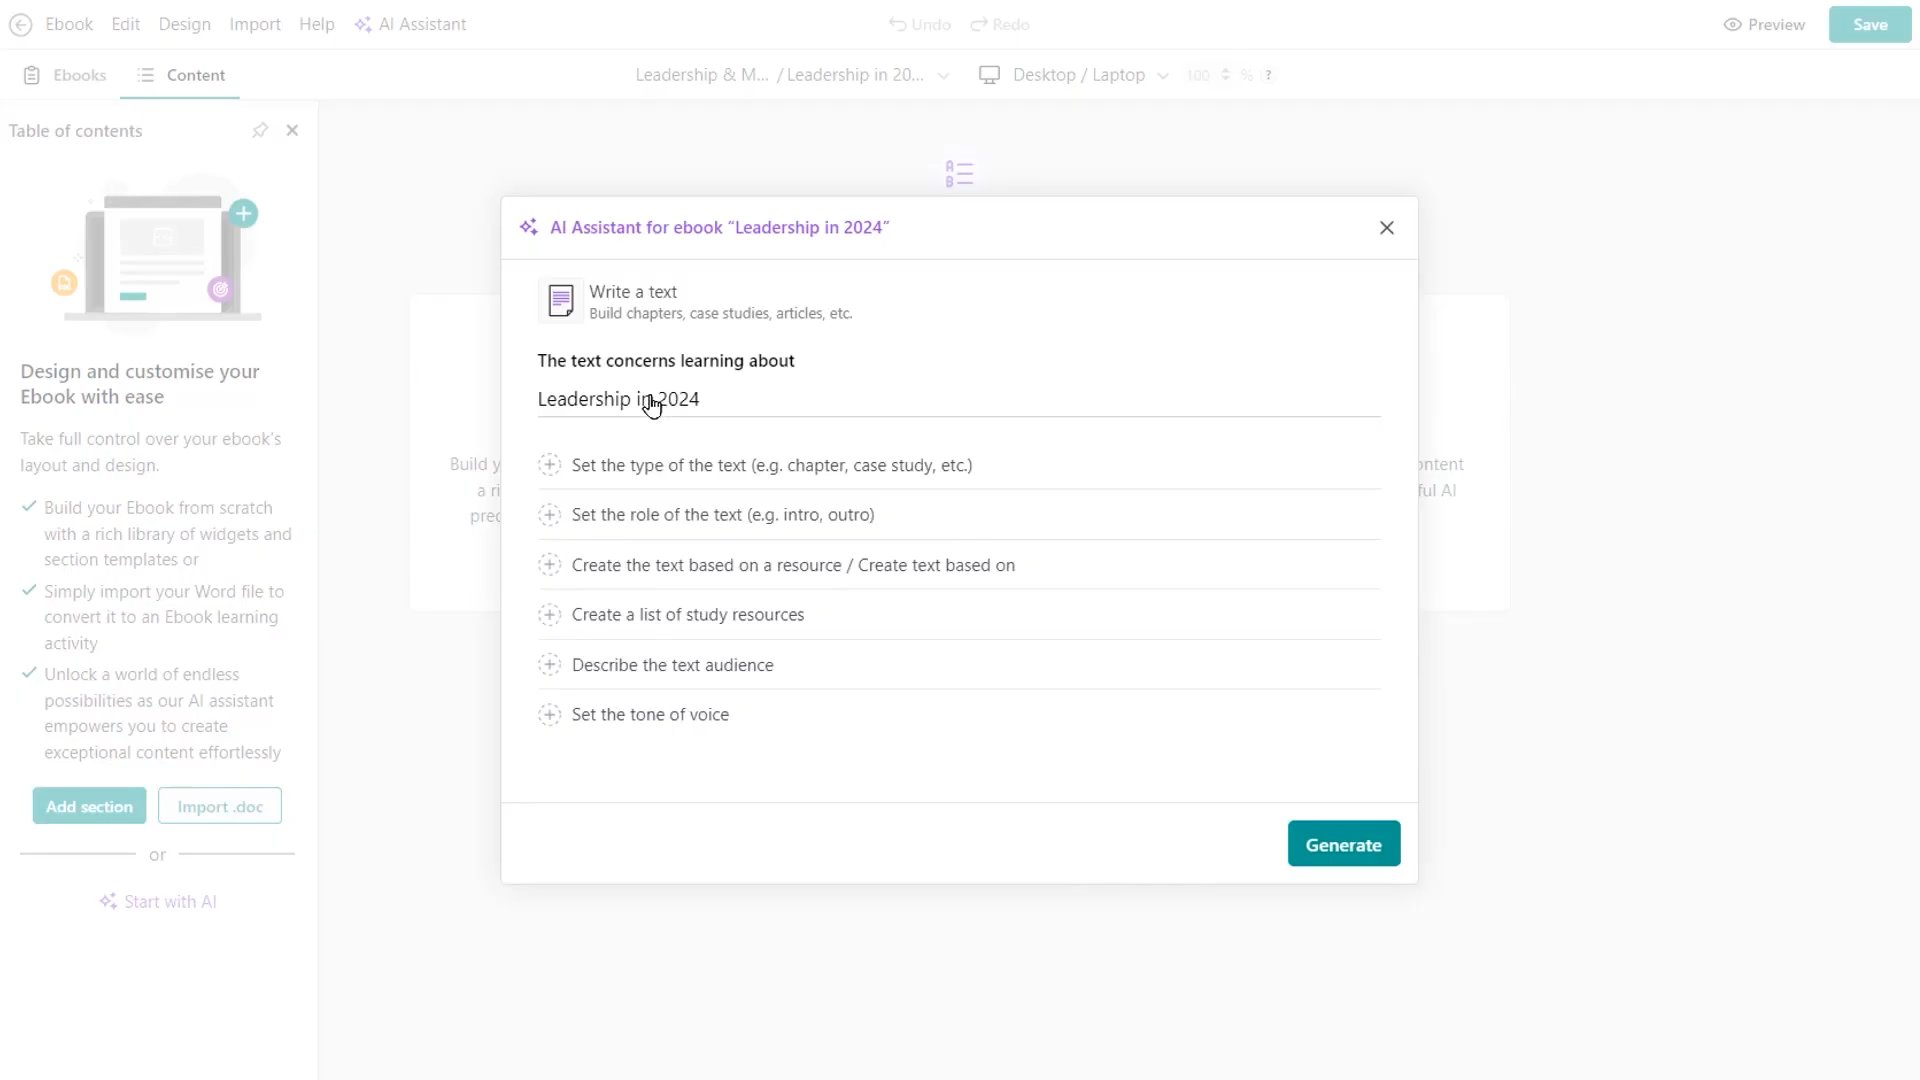 Ebook Edit Design Import Help AI Assistant Undo Redo Preview Save
Ebooks Content Leadership & M... / Leadership in 20... Desktop / Laptop 100 % ?
Table of contents
Design and customise your
Ebook with ease
Take full control over your ebook's
layout and design.
Build your Ebook from scratch
with a rich library of widgets and
section templates or
Simply import your Word file to
convert it to an Ebook learning
activity
Unlock a world of endless
possibilities as our AI assistant
empowers you to create
exceptional content effortlessly
Add section Import .doc
or
Start with AI
A
B
Build y
a ri
pred
AI Assistant for ebook “Leadership in 2024”
Write a text
Build chapters, case studies, articles, etc.
The text concerns learning about
Leadership in 2024
Set the type of the text (e.g. chapter, case study, etc.)
Set the role of the text (e.g. intro, outro)
Create the text based on a resource / Create text based on
Create a list of study resources
Describe the text audience
Set the tone of voice
Generate
ontent
ful AI